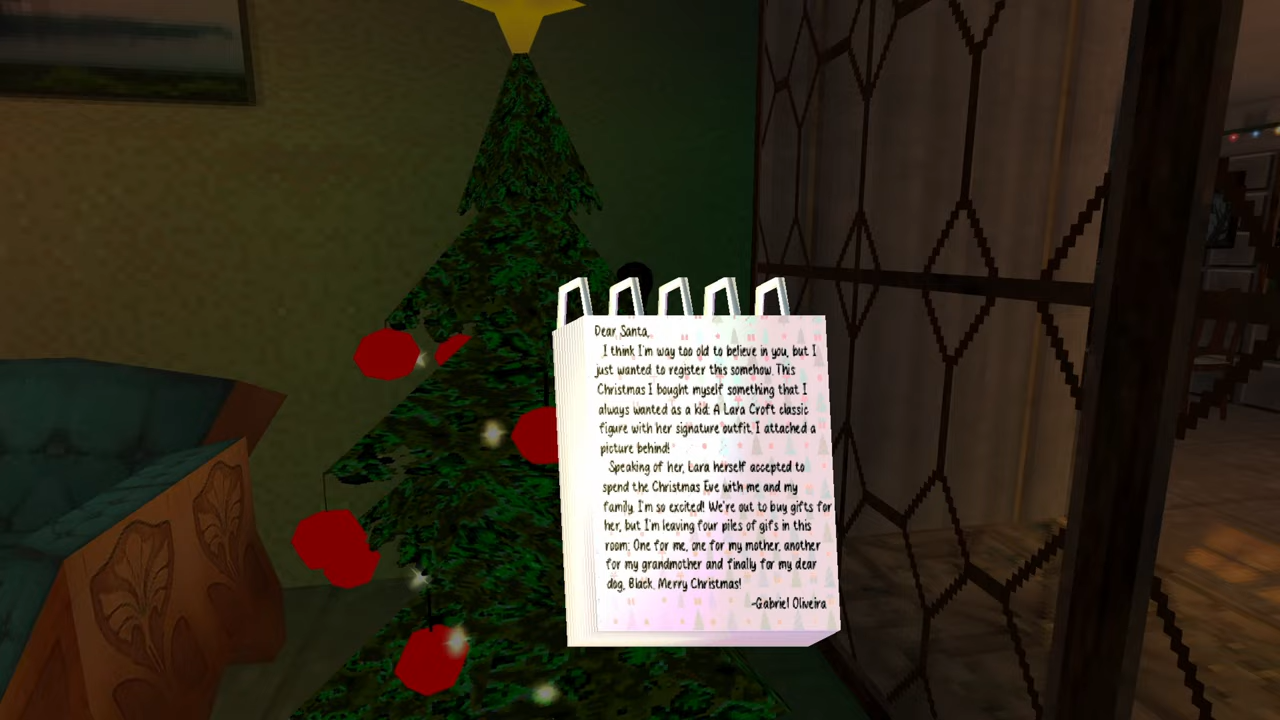 Dear Santa,
I think I'm way too old to believe in you, but I
just wanted to register this somehow. This
Christmas I bought myself something that I
always wanted as a kid: A Lara Croft classic
figure with her signature outfit. I attached a
picture behind!
Speaking of her, Lara herself accepted to
spend the Christmas Eve with me and my
family. I'm so excited! We're out to buy gifts for
her, but I'm leaving four piles of gifs in this
room: One for me, one for my mother, another
for my grandmother and finally for my dear
dog, Black. Merry Christmas!
-Gabriel Oliveira